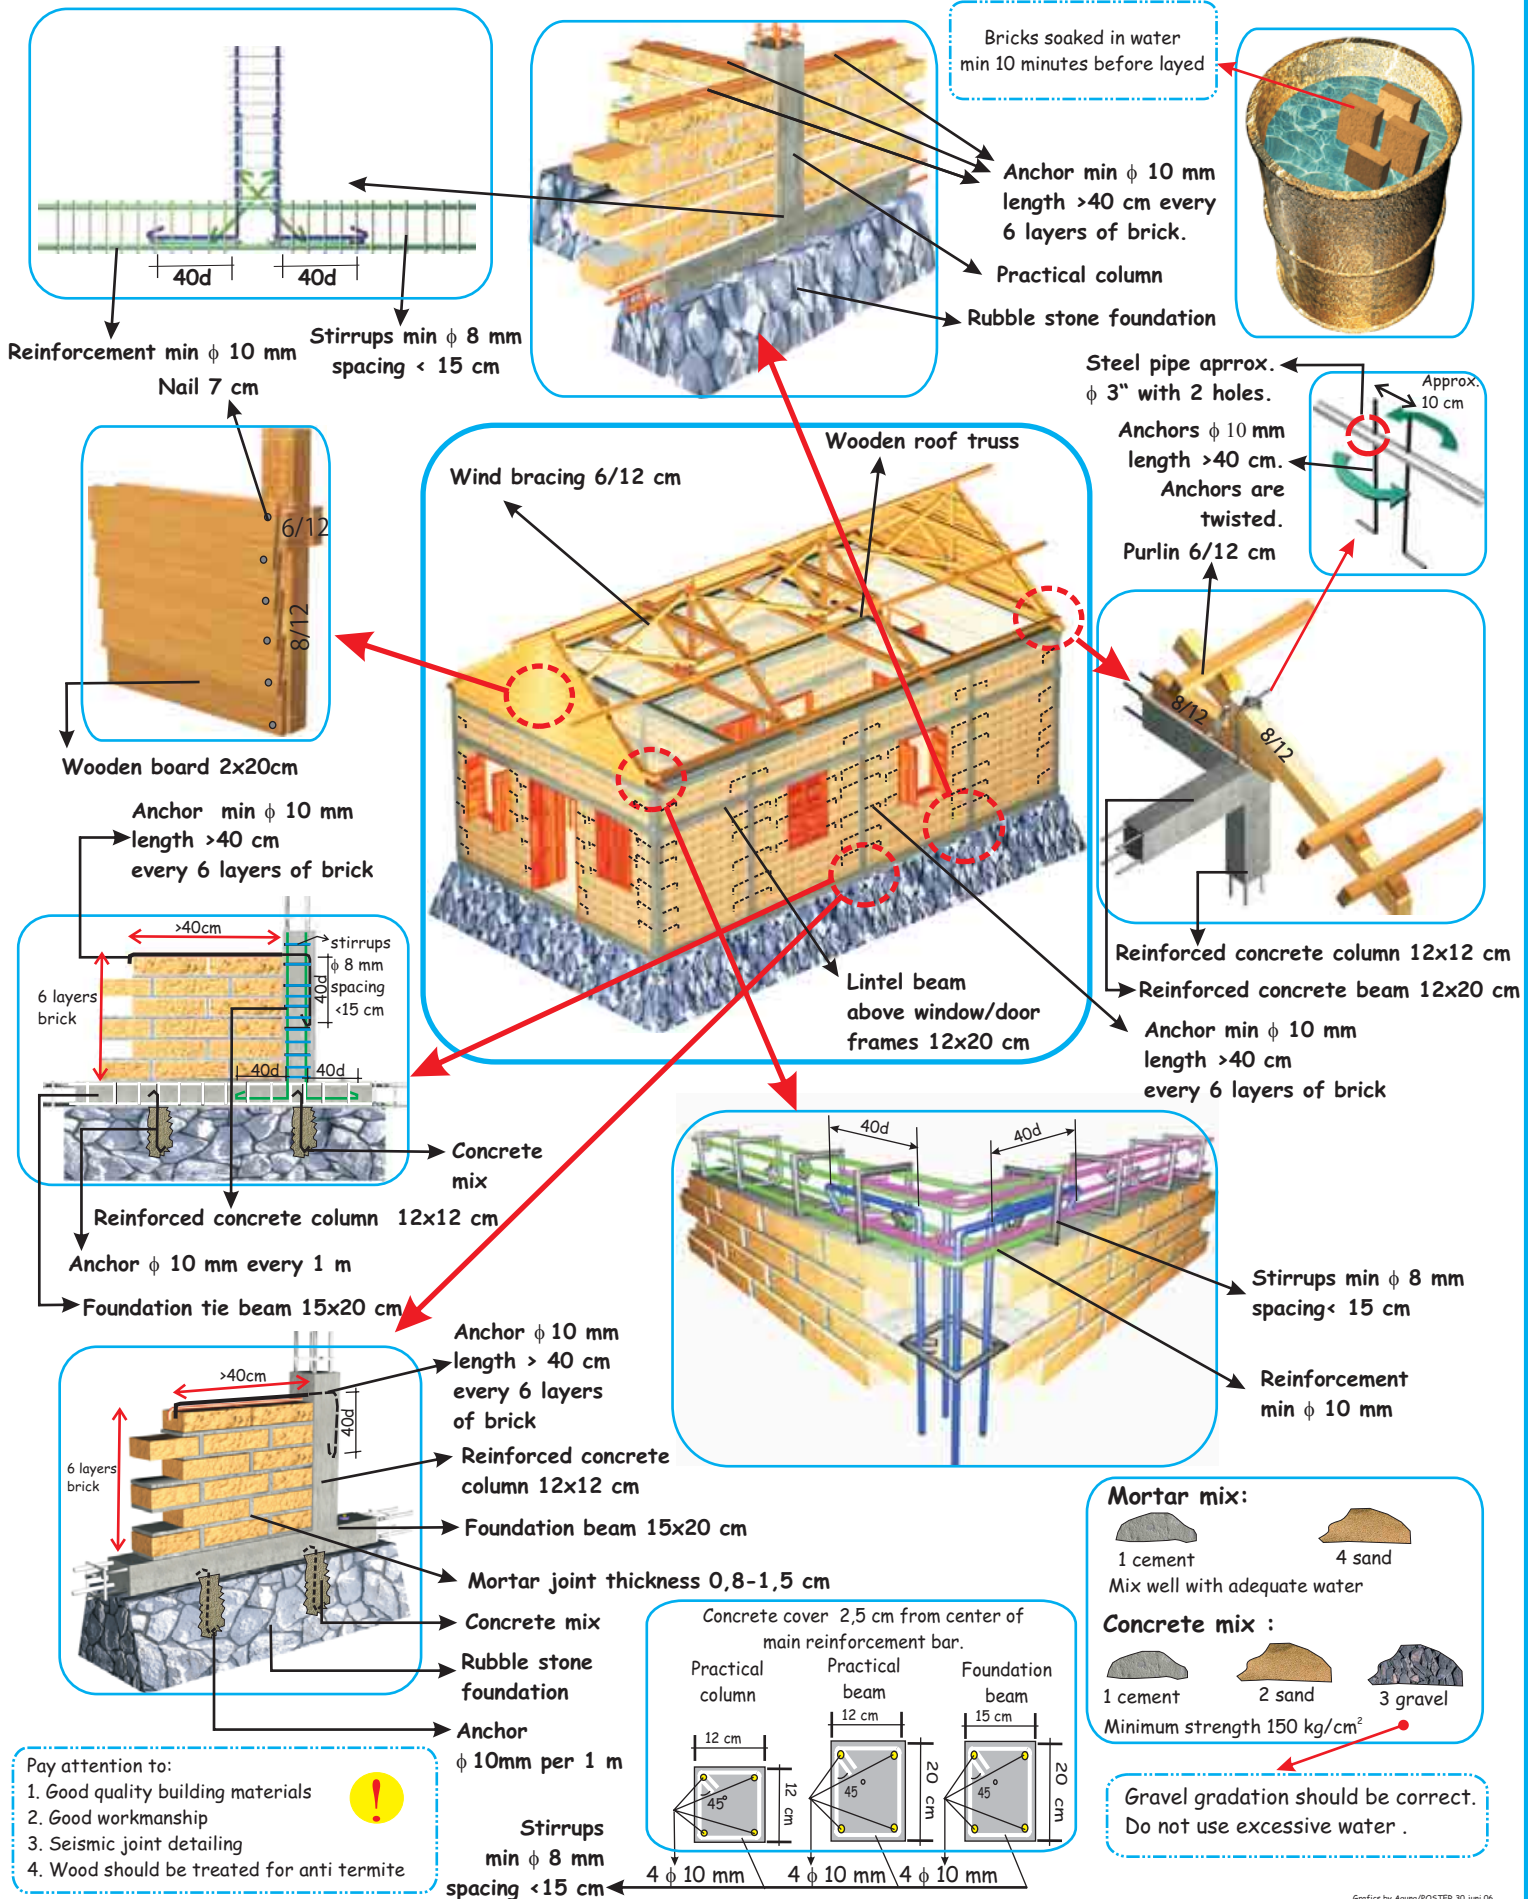 Bricks soaked in water
min 10 minutes before layed
40d
40d
Reinforcement min ϕ 10 mm
Stirrups min ϕ 8 mm
spacing < 15 cm
Anchor min ϕ 10 mm
length >40 cm every
6 layers of brick.
Practical column
Rubble stone foundation
Nail 7 cm
6/12
8/12
Wooden board 2x20cm
Steel pipe aprrox.
ϕ 3“ with 2 holes.
Approx.
10 cm
Anchors ϕ 10 mm
length >40 cm.
Anchors are
twisted.
Purlin 6/12 cm
8/12
8/12
Reinforced concrete column 12x12 cm
Reinforced concrete beam 12x20 cm
Wooden roof truss
Wind bracing 6/12 cm
Lintel beam
above window/door
frames 12x20 cm
Anchor min ϕ 10 mm
length >40 cm
every 6 layers of brick
Anchor min ϕ 10 mm
length >40 cm
every 6 layers of brick
>40cm
stirrups
ϕ 8 mm
spacing
<15 cm
40d
6 layers
brick
40d
40d
Concrete
mix
Reinforced concrete column 12x12 cm
Anchor ϕ 10 mm every 1 m
Foundation tie beam 15x20 cm
40d
40d
Stirrups min ϕ 8 mm
spacing< 15 cm
Reinforcement
min ϕ 10 mm
>40cm
40d
6 layers
brick
Anchor ϕ 10 mm
length > 40 cm
every 6 layers
of brick
Reinforced concrete
column 12x12 cm
Foundation beam 15x20 cm
Mortar joint thickness 0,8-1,5 cm
Concrete mix
Rubble stone
foundation
Anchor
ϕ 10mm per 1 m
Mortar mix:
1 cement
4 sand
Mix well with adequate water
Concrete mix :
1 cement
2 sand
3 gravel
Minimum strength 150 kg/cm²
Gravel gradation should be correct.
Do not use excessive water .
Concrete cover 2,5 cm from center of
main reinforcement bar.
Practical
column
Practical
beam
Foundation
beam
12 cm
12 cm
15 cm
12 cm
20 cm
20 cm
45°
45°
45°
4 ϕ 10 mm
4 ϕ 10 mm
4 ϕ 10 mm
Stirrups
min ϕ 8 mm
spacing <15 cm
Pay attention to:
1. Good quality building materials
2. Good workmanship
3. Seismic joint detailing
4. Wood should be treated for anti termite
!
Grafics by Agung/POSTER 30 juni 06